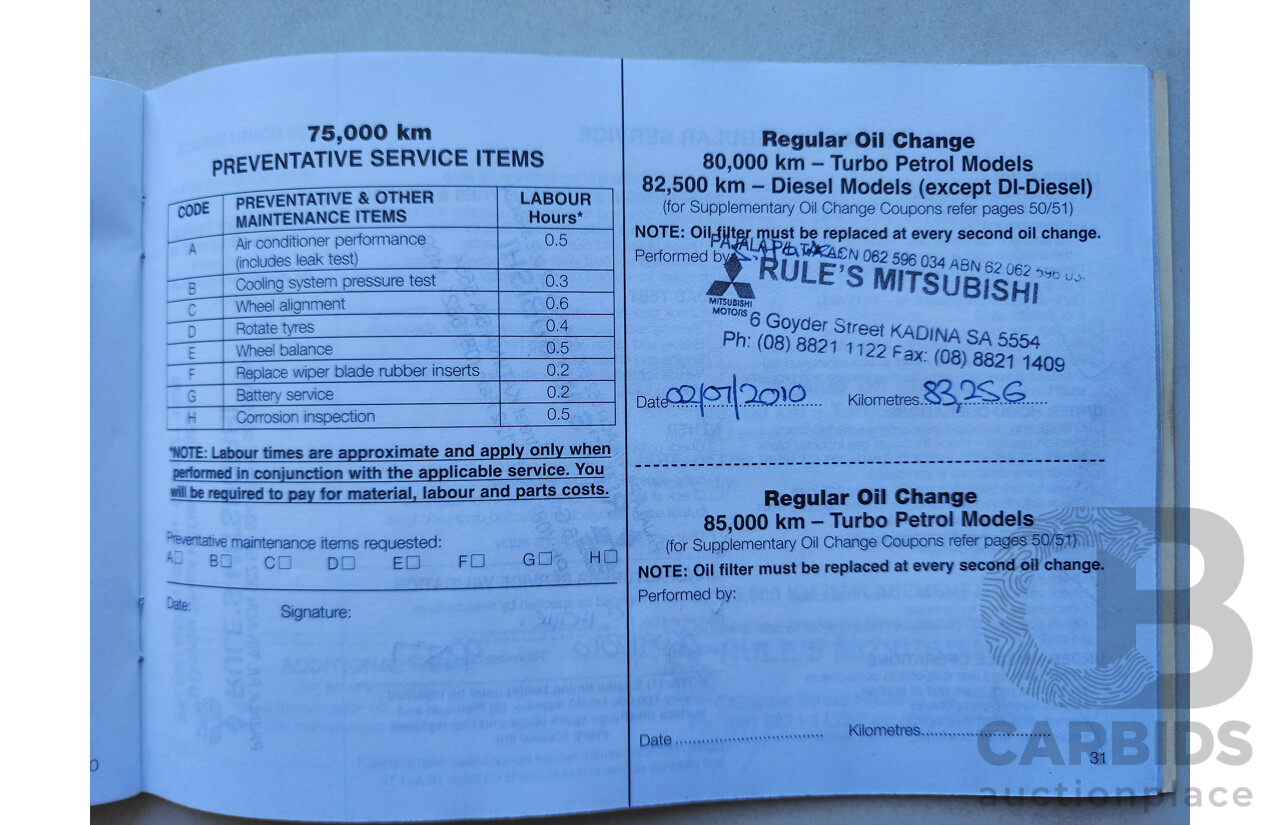 75,000 km
PREVENTATIVE SERVICE ITEMS
CODE PREVENTATIVE & OTHER MAINTENANCE ITEMS LABOUR Hours*
A Air conditioner performance (includes leak test) 0.5
B Cooling system pressure test 0.3
C Wheel alignment 0.6
D Rotate tyres 0.4
E Wheel balance 0.5
F Replace wiper blade rubber inserts 0.2
G Battery service 0.2
H Corrosion inspection 0.5
*NOTE: Labour times are approximate and apply only when
performed in conjunction with the applicable service. You
will be required to pay for material, labour and parts costs.
Preventative maintenance items requested:
A☐ B☐ C☐ D☐ E☐ F☐ G☐ H☐
Date: Signature:
Regular Oil Change
80,000 km – Turbo Petrol Models
82,500 km – Diesel Models (except DI-Diesel)
(for Supplementary Oil Change Coupons refer pages 50/51)
NOTE: Oil filter must be replaced at every second oil change.
Performed by
ACN 062 596 034 ABN 62 062 596
RULE'S MITSUBISHI
MITSUBISHI
MOTORS
6 Goyder Street KADINA SA 5554
Ph: (08) 8821 1122 Fax: (08) 8821 1409
Date 02/07/2010 Kilometres 83,256
Regular Oil Change
85,000 km – Turbo Petrol Models
(for Supplementary Oil Change Coupons refer pages 50/51)
NOTE: Oil filter must be replaced at every second oil change.
Performed by:
Date Kilometres
31
CB
CARBIDS
auctionplace